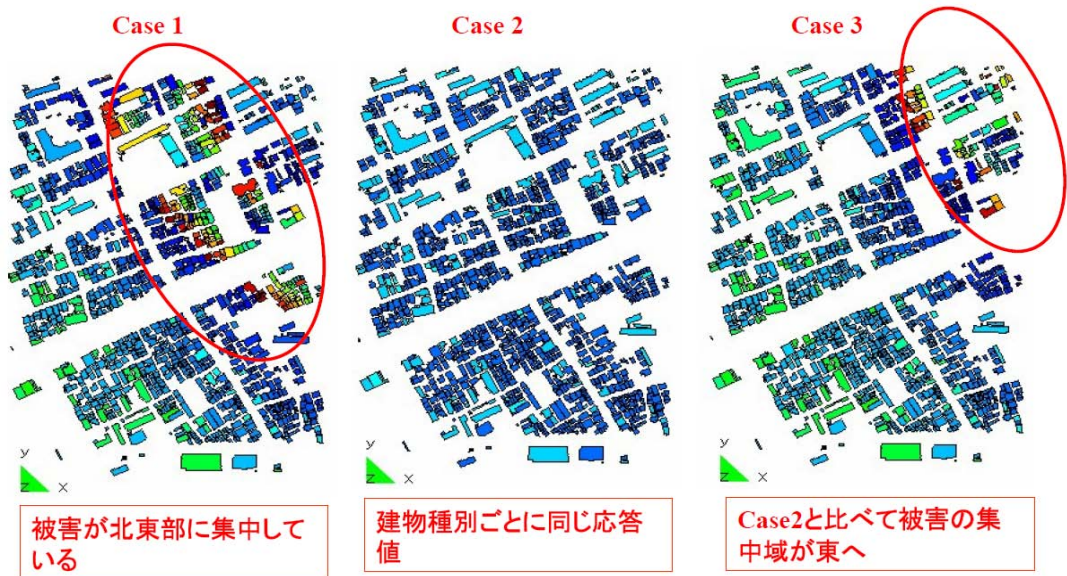 Case 1
Case 2
Case 3
Y
Z
X
Y
Z
X
Y
Z
X
被害が北東部に集中して
いる
建物種別ごとに同じ応答
値
Case2と比べて被害の集
中域が東へ